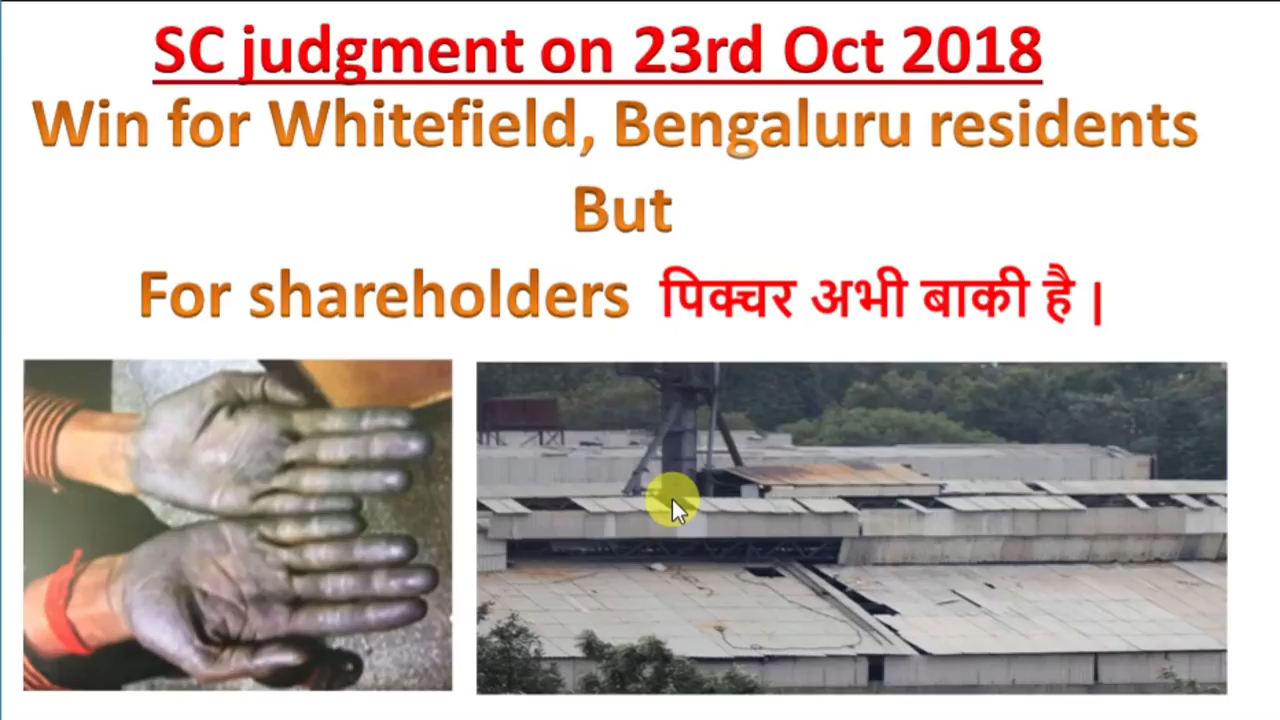 SC judgment on 23rd Oct 2018
Win for Whitefield, Bengaluru residents
But
For shareholders पिक्चर अभी बाकी है |